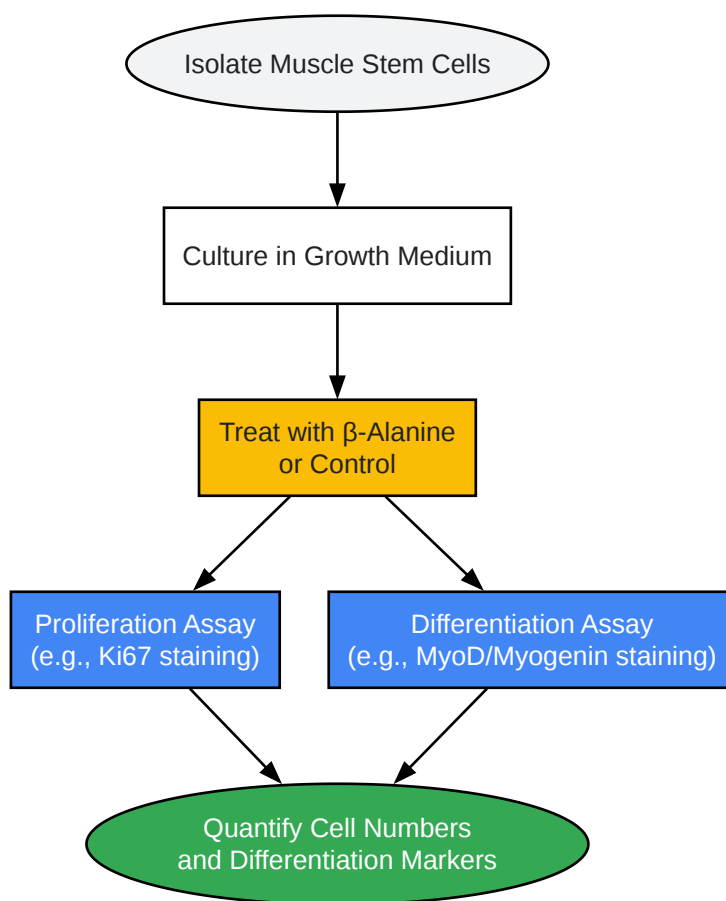 Isolate Muscle Stem Cells
Culture in Growth Medium
Treat with β-Alanine
or Control
Proliferation Assay
(e.g., Ki67 staining)
Differentiation Assay
(e.g., MyoD/Myogenin staining)
Quantify Cell Numbers
and Differentiation Markers